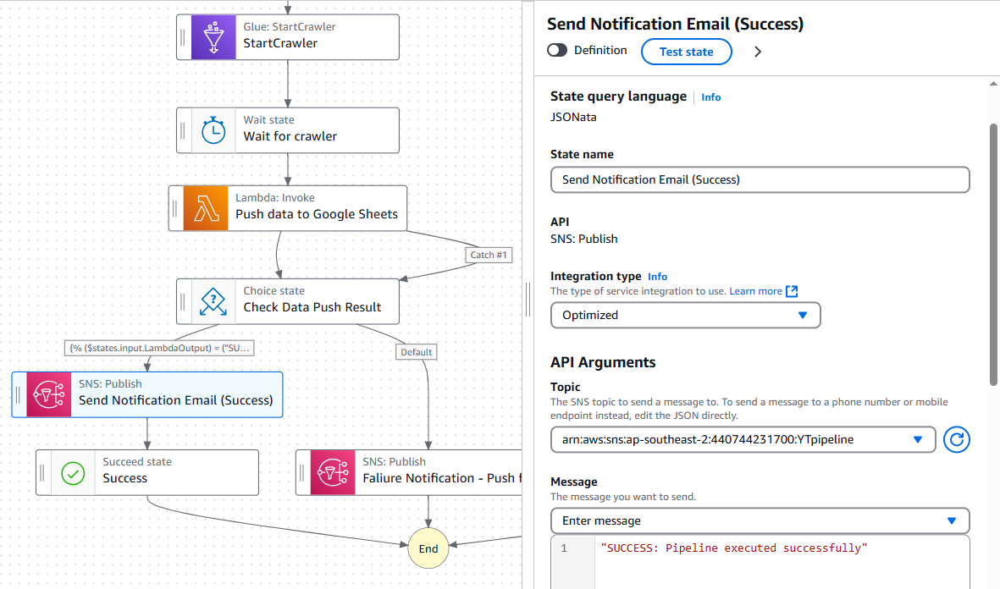 Glue: StartCrawler
StartCrawler
Wait state
Wait for crawler
Lambda: Invoke
Push data to Google Sheets
Catch #1
Choice state
Check Data Push Result
{% ($states.input.LambdaOutput) = ("SU...
Default
SNS: Publish
Send Notification Email (Success)
Succeed state
Success
SNS: Publish
Faliure Notification - Push f
End
Send Notification Email (Success)
Definition
Test state
State query language
Info
JSONata
State name
Send Notification Email (Success)
API
SNS: Publish
Integration type Info
The type of service integration to use. Learn more
Optimized
API Arguments
Topic
The SNS topic to send a message to. To send a message to a phone number or mobile
endpoint instead, edit the JSON directly.
arn:aws:sns:ap-southeast-2:440744231700:YTpipeline
Message
The message you want to send.
Enter message
1 "SUCCESS: Pipeline executed successfully"